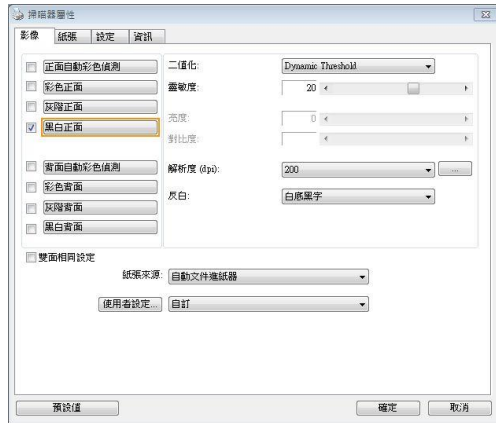 掃描器屬性
影像 紙張 設定 資訊
正面自動彩色偵測
彩色正面
灰階正面
黑白正面
背面自動彩色偵測
彩色背面
灰階背面
黑白背面
二值化: Dynamic Threshold
靈敏度: 20
亮度: 0
對比度:
解析度 (dpi): 200 ...
反白: 白底黑字
雙面相同設定
紙張來源: 自動文件進紙器
使用者設定... 自訂
預設值 確定 取消